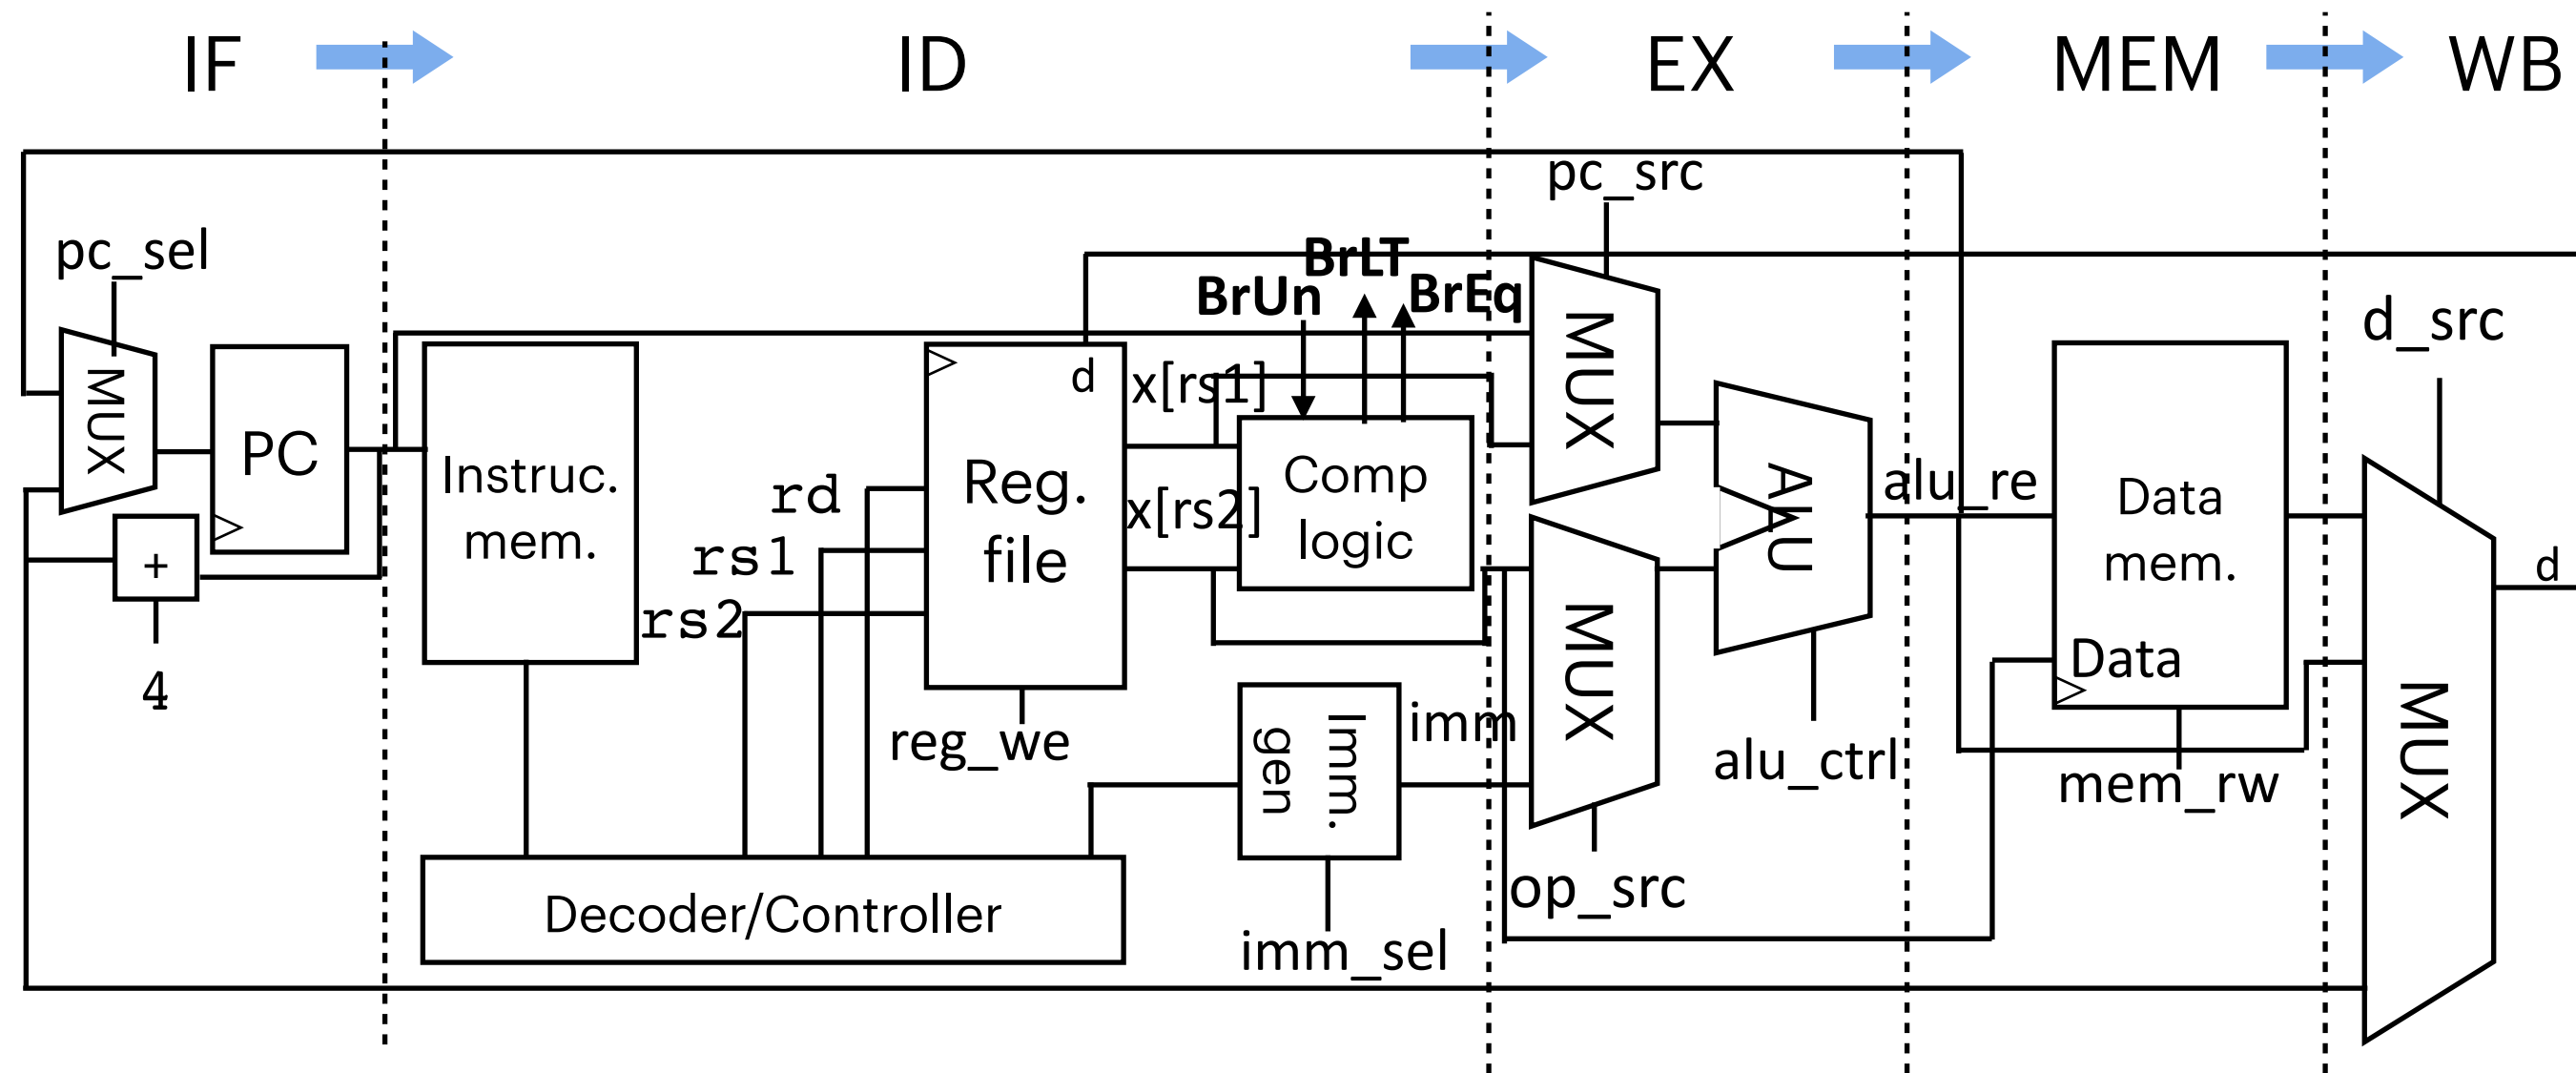 IF
ID
EX
MEM
WB
pc_src
pc_sel
BrLT
BrUn
BrEq
d_src
MUX
MUX
d
x[rs1]
PC
Instruc.
mem.
rd
Reg.
file
Comp
logic
ALU
alu_re
Data
mem.
x[rs2]
+
rs1
d
rs2
MUX
Data
4
reg_we
Imm.
gen
imm
alu_ctrl
mem_rw
MUX
Decoder/Controller
op_src
imm_sel